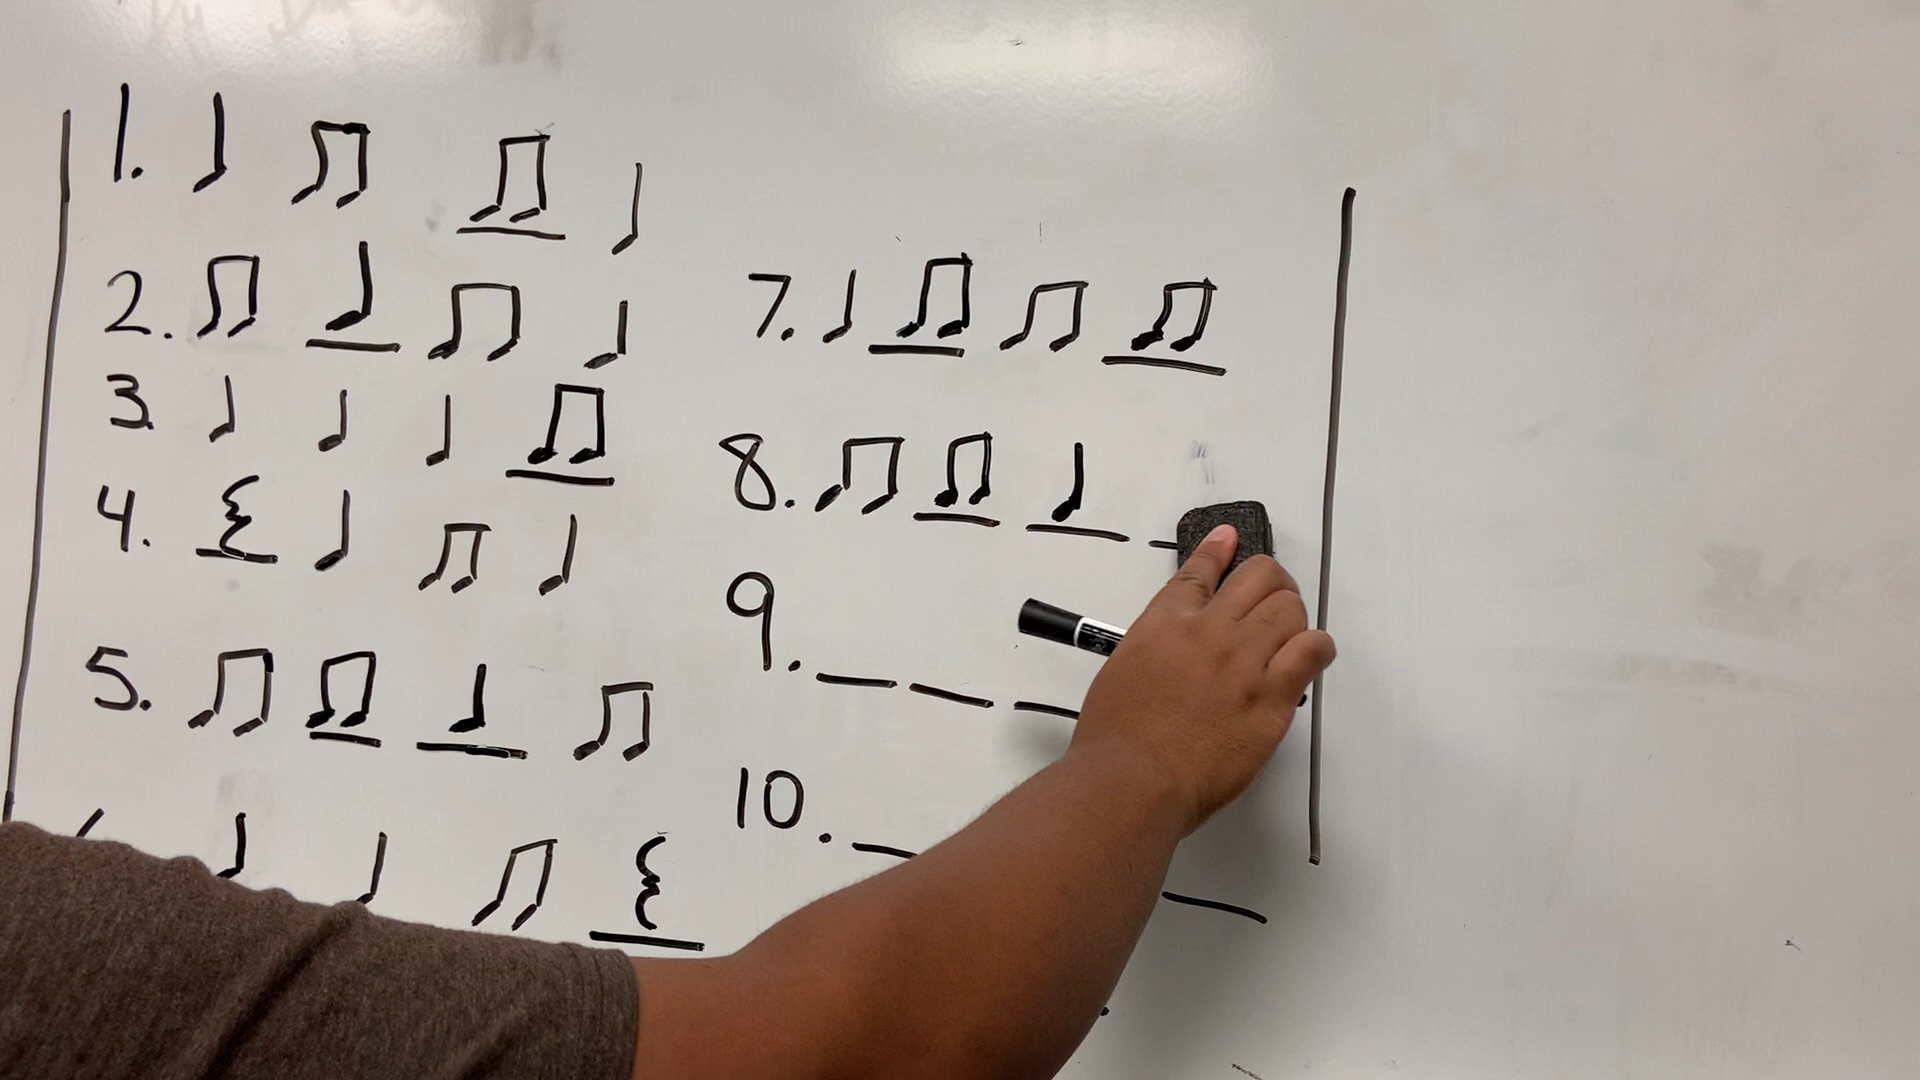 1. ♩ ♫ ♫ ♩
2. ♫ ♩ ♫ ♩
3. ♩ ♩ ♩ ♫
4. 𝄽 ♩ ♫ ♩
5. ♫ ♫ ♩ ♫
♩ ♩ ♫ 𝄽
7. ♩ ♫ ♫ ♫
8. ♫ ♫ ♩ _
9. _ _ _
10. _ _